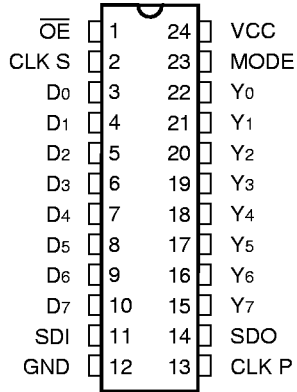 OE 1 24 VCC
CLK S 2 23 MODE
D0 3 22 Y0
D1 4 21 Y1
D2 5 20 Y2
D3 6 19 Y3
D4 7 18 Y4
D5 8 17 Y5
D6 9 16 Y6
D7 10 15 Y7
SDI 11 14 SDO
GND 12 13 CLK P